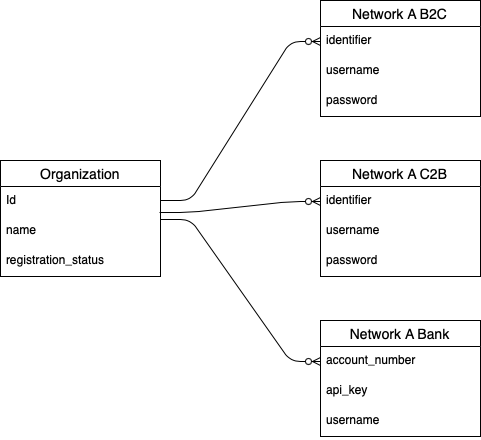 Network A B2C
identifier
username
password
Organization
Id
name
registration_status
Network A C2B
identifier
username
password
Network A Bank
account_number
api_key
username